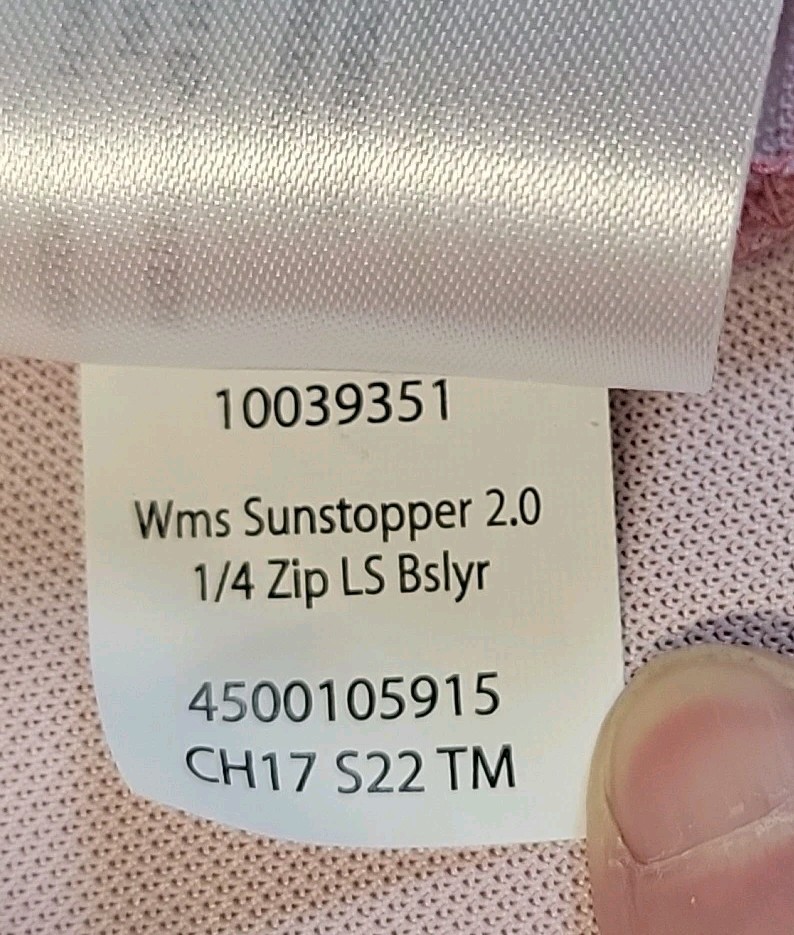 10039351
Wms Sunstopper 2.0
1/4 Zip LS Bslyr
4500105915
CH17 S22 TM